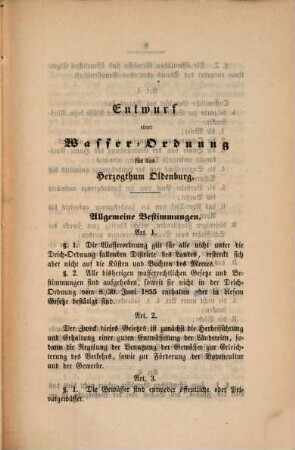 Entwurf
einer
Wasser-Ordnung
für das
Herzogthum Oldenburg.
Allgemeine Bestimmungen.
Art. 1.
§. 1. Die Wasserordnung gilt für alle nicht unter die
Deich-Ordnung fallenden Distrikte des Landes, erstreckt sich
aber nicht auf die Küsten und Buchten des Meeres.
§. 2. Alle bisherigen wasserrechtlichen Gesetze und Be-
stimmungen sind aufgehoben, soweit sie nicht in der Deich-
Ordnung vom 8./30. Juni 1855 enthalten oder in diesem
Gesetze bestätigt sind.
Art. 2.
Der Zweck dieses Gesetzes ist zunächst die Herbeiführung
und Erhaltung einer guten Entwässerung der Ländereien, so-
dann die Regelung der Benutzung der Gewässer zur Erleich-
terung des Verkehrs, sowie zur Förderung der Bodencultur
und der Gewerbe.
Art. 3.
§. 1. Die Gewässer sind entweder öffentliche oder Pri-
vatgewässer.